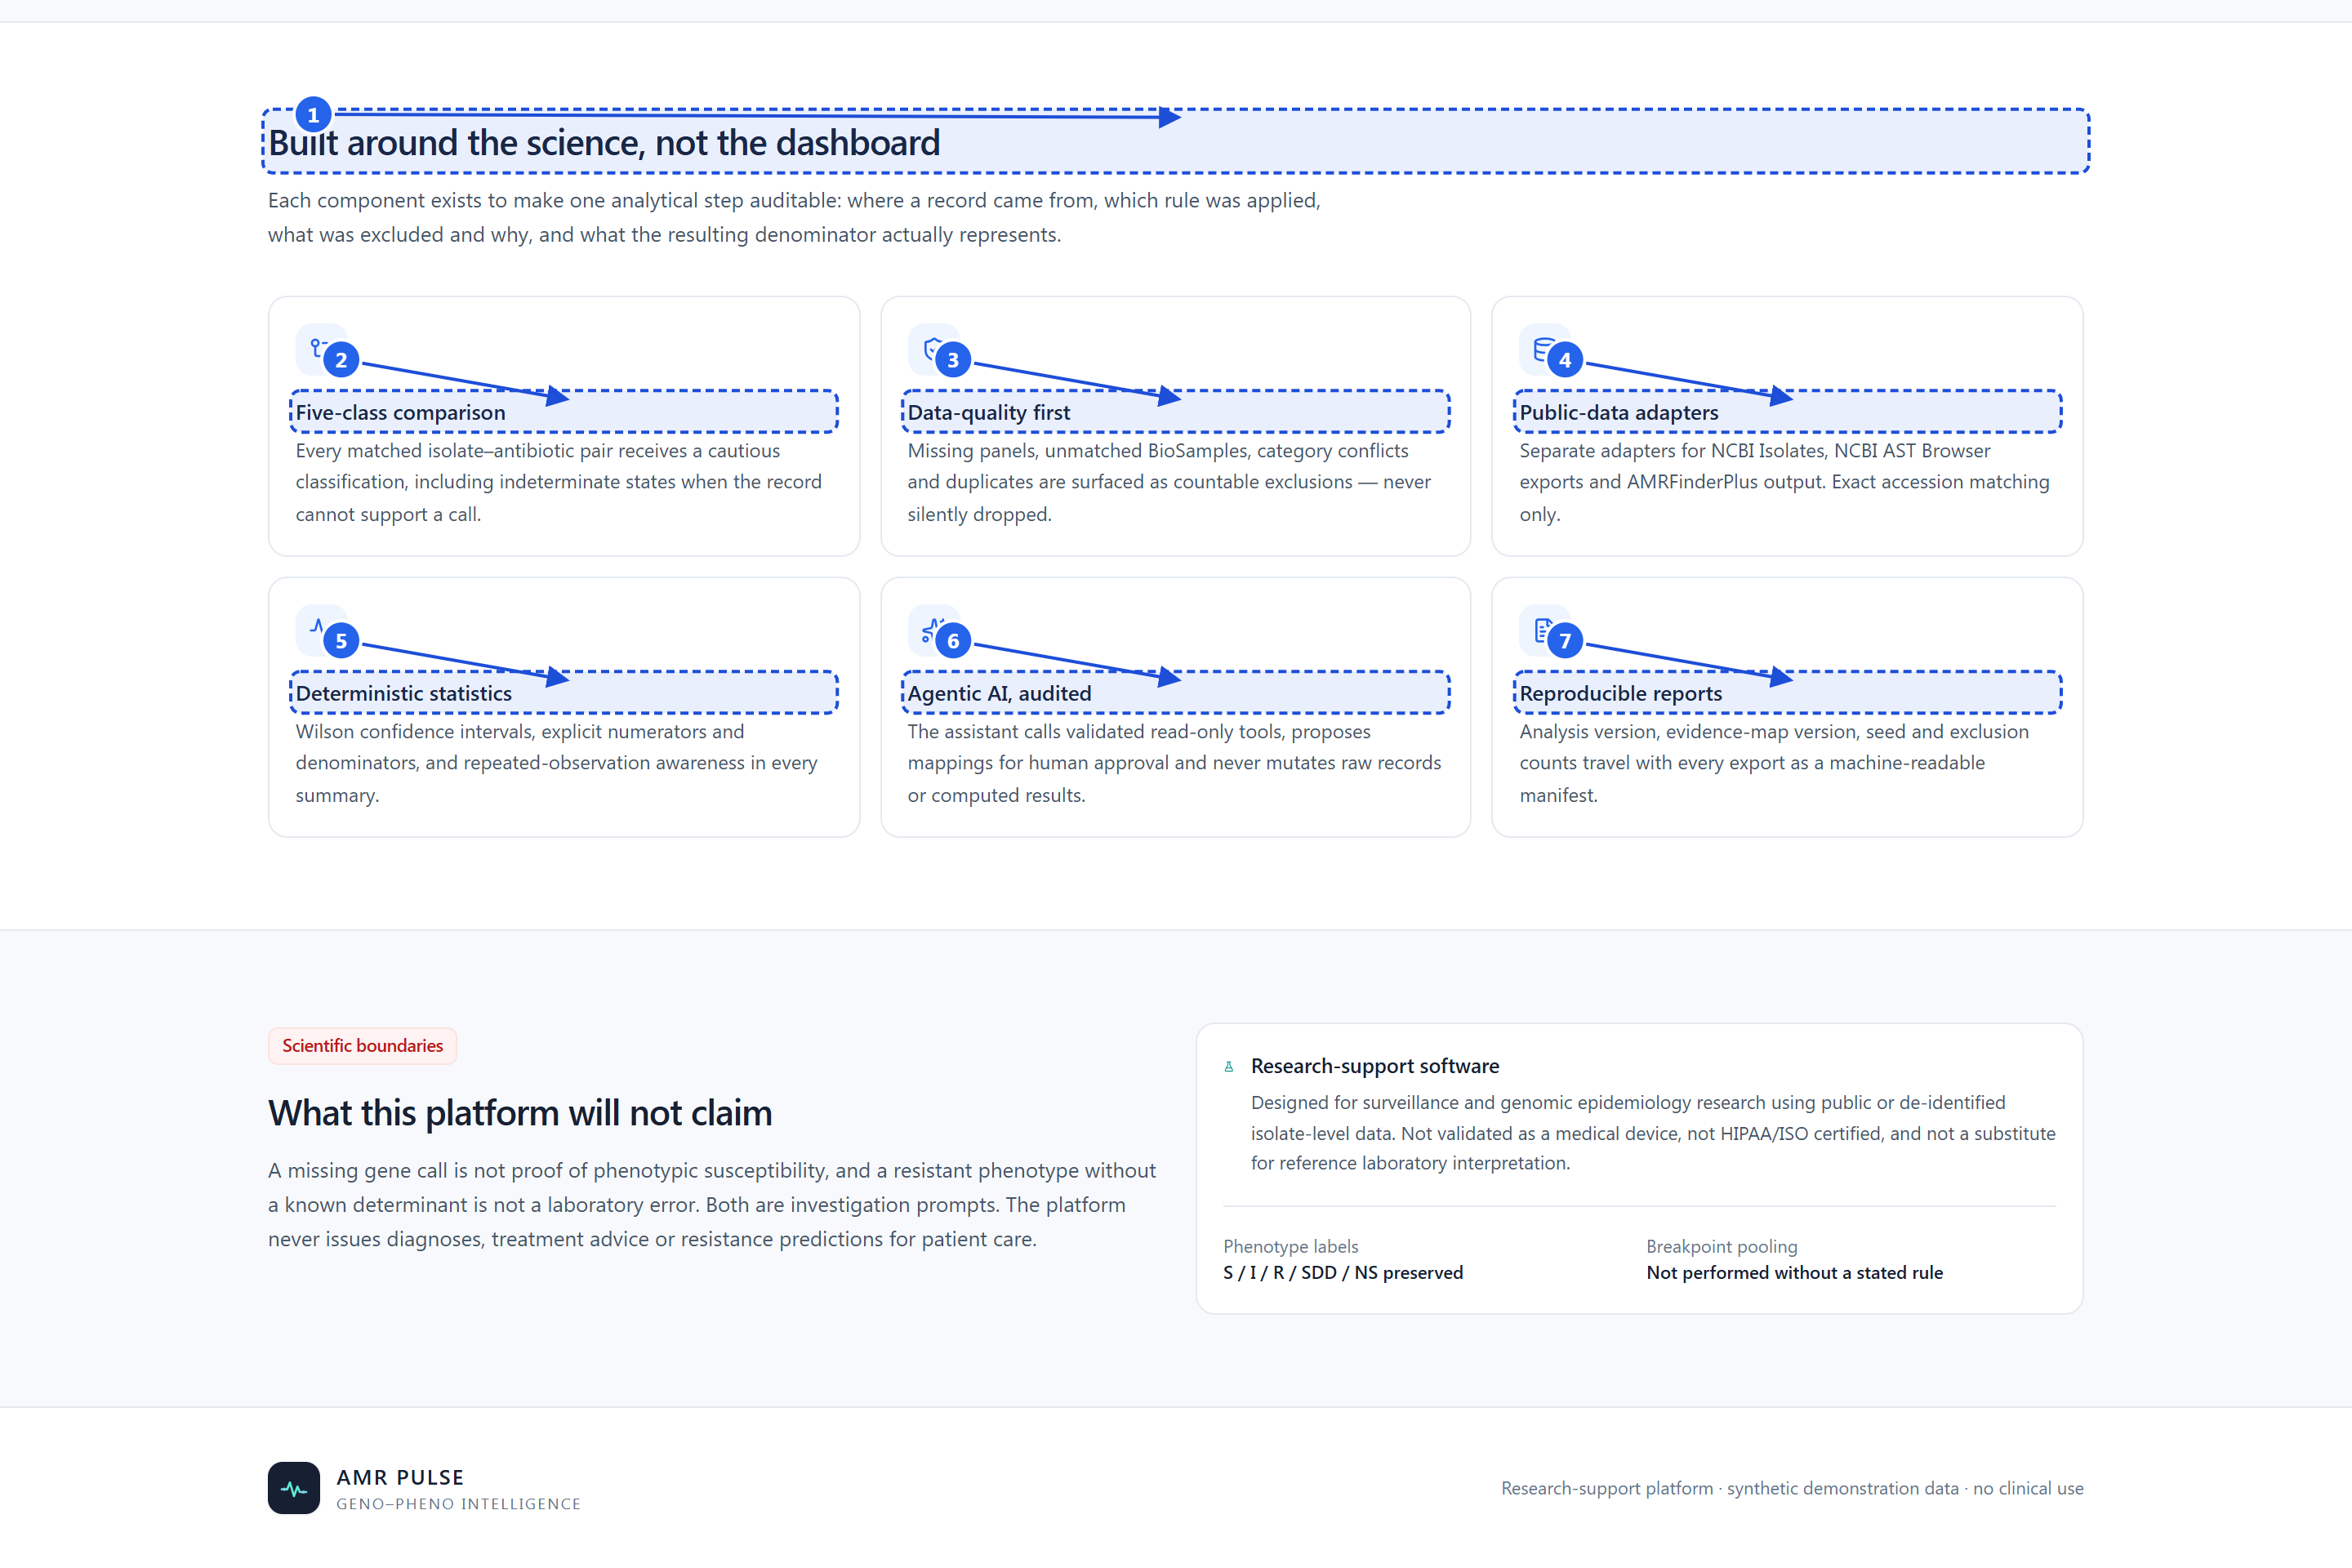 1
Built around the science, not the dashboard
Each component exists to make one analytical step auditable: where a record came from, which rule was applied,
what was excluded and why, and what the resulting denominator actually represents.
2
Five-class comparison
Every matched isolate–antibiotic pair receives a cautious
classification, including indeterminate states when the record
cannot support a call.
3
Data-quality first
Missing panels, unmatched BioSamples, category conflicts
and duplicates are surfaced as countable exclusions — never
silently dropped.
4
Public-data adapters
Separate adapters for NCBI Isolates, NCBI AST Browser
exports and AMRFinderPlus output. Exact accession matching
only.
5
Deterministic statistics
Wilson confidence intervals, explicit numerators and
denominators, and repeated-observation awareness in every
summary.
6
Agentic AI, audited
The assistant calls validated read-only tools, proposes
mappings for human approval and never mutates raw records
or computed results.
7
Reproducible reports
Analysis version, evidence-map version, seed and exclusion
counts travel with every export as a machine-readable
manifest.
Scientific boundaries
What this platform will not claim
A missing gene call is not proof of phenotypic susceptibility, and a resistant phenotype without
a known determinant is not a laboratory error. Both are investigation prompts. The platform
never issues diagnoses, treatment advice or resistance predictions for patient care.
Research-support software
Designed for surveillance and genomic epidemiology research using public or de-identified
isolate-level data. Not validated as a medical device, not HIPAA/ISO certified, and not a substitute
for reference laboratory interpretation.
Phenotype labels
S / I / R / SDD / NS preserved
Breakpoint pooling
Not performed without a stated rule
AMR PULSE
GENO–PHENO INTELLIGENCE
Research-support platform · synthetic demonstration data · no clinical use